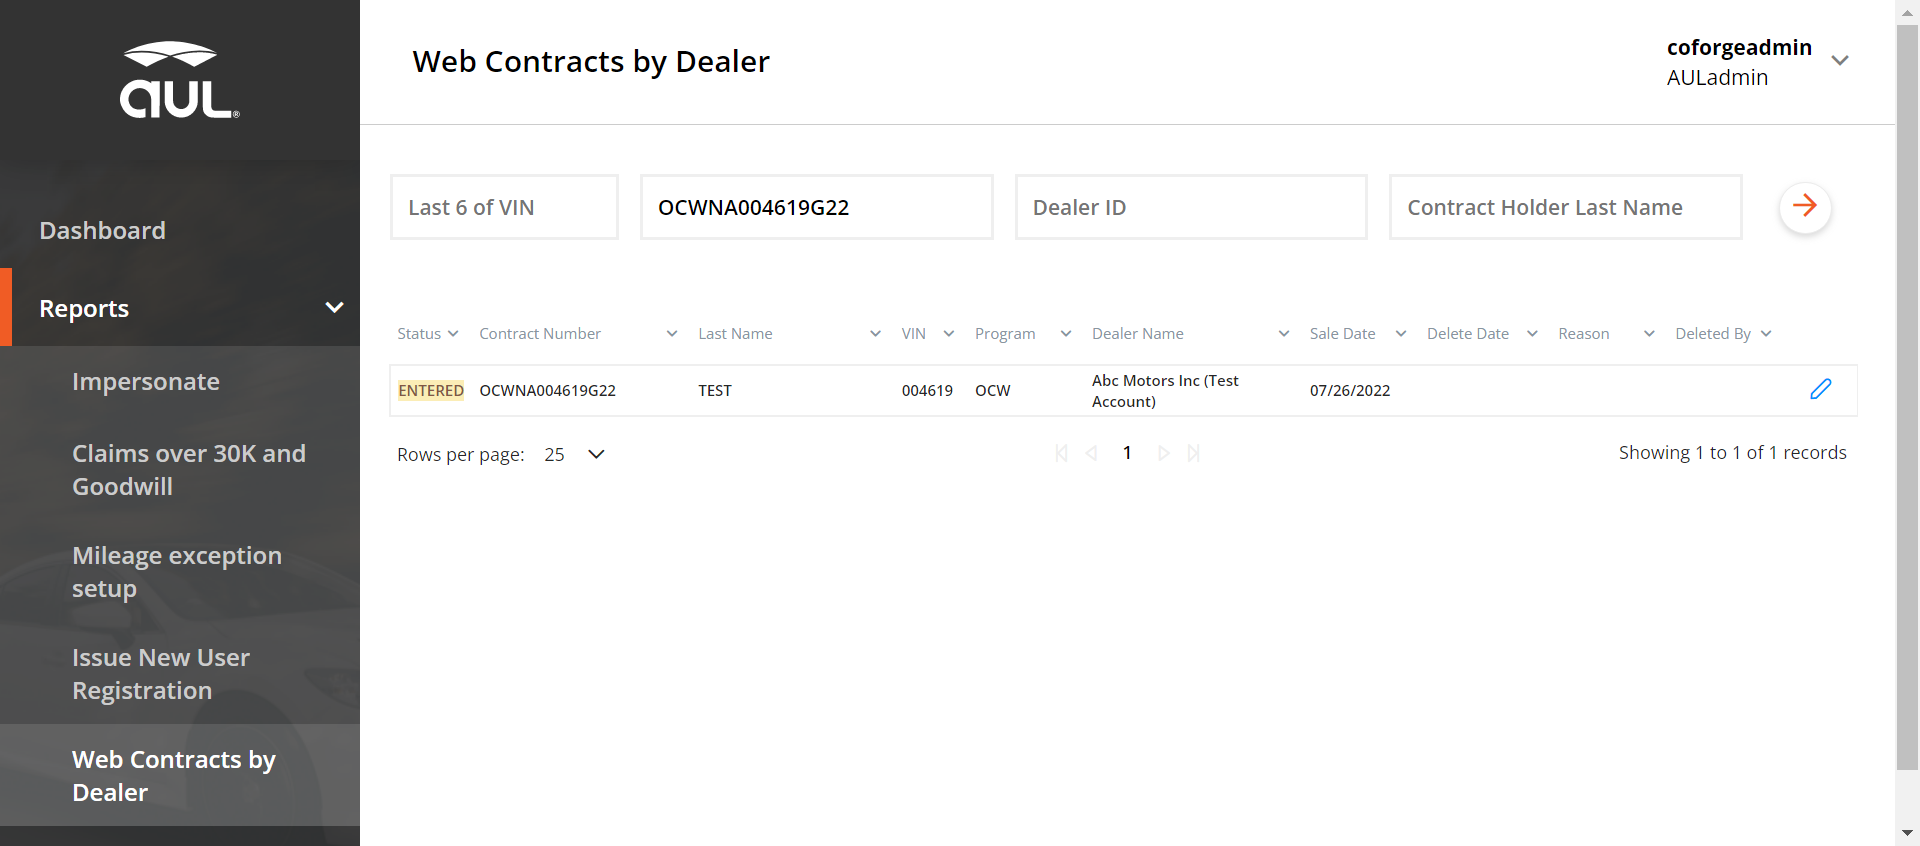 aUL®
Dashboard
Reports
Impersonate
Claims over 30K and
Goodwill
Mileage exception
setup
Issue New User
Registration
Web Contracts by
Dealer
Web Contracts by Dealer
coforgeadmin
AULadmin
Last 6 of VIN OCWNA004619G22 Dealer ID Contract Holder Last Name
Status Contract Number Last Name VIN Program Dealer Name Sale Date Delete Date Reason Deleted By
ENTERED OCWNA004619G22 TEST 004619 OCW Abc Motors Inc (Test 07/26/2022
Account)
Rows per page: 25 1 Showing 1 to 1 of 1 records